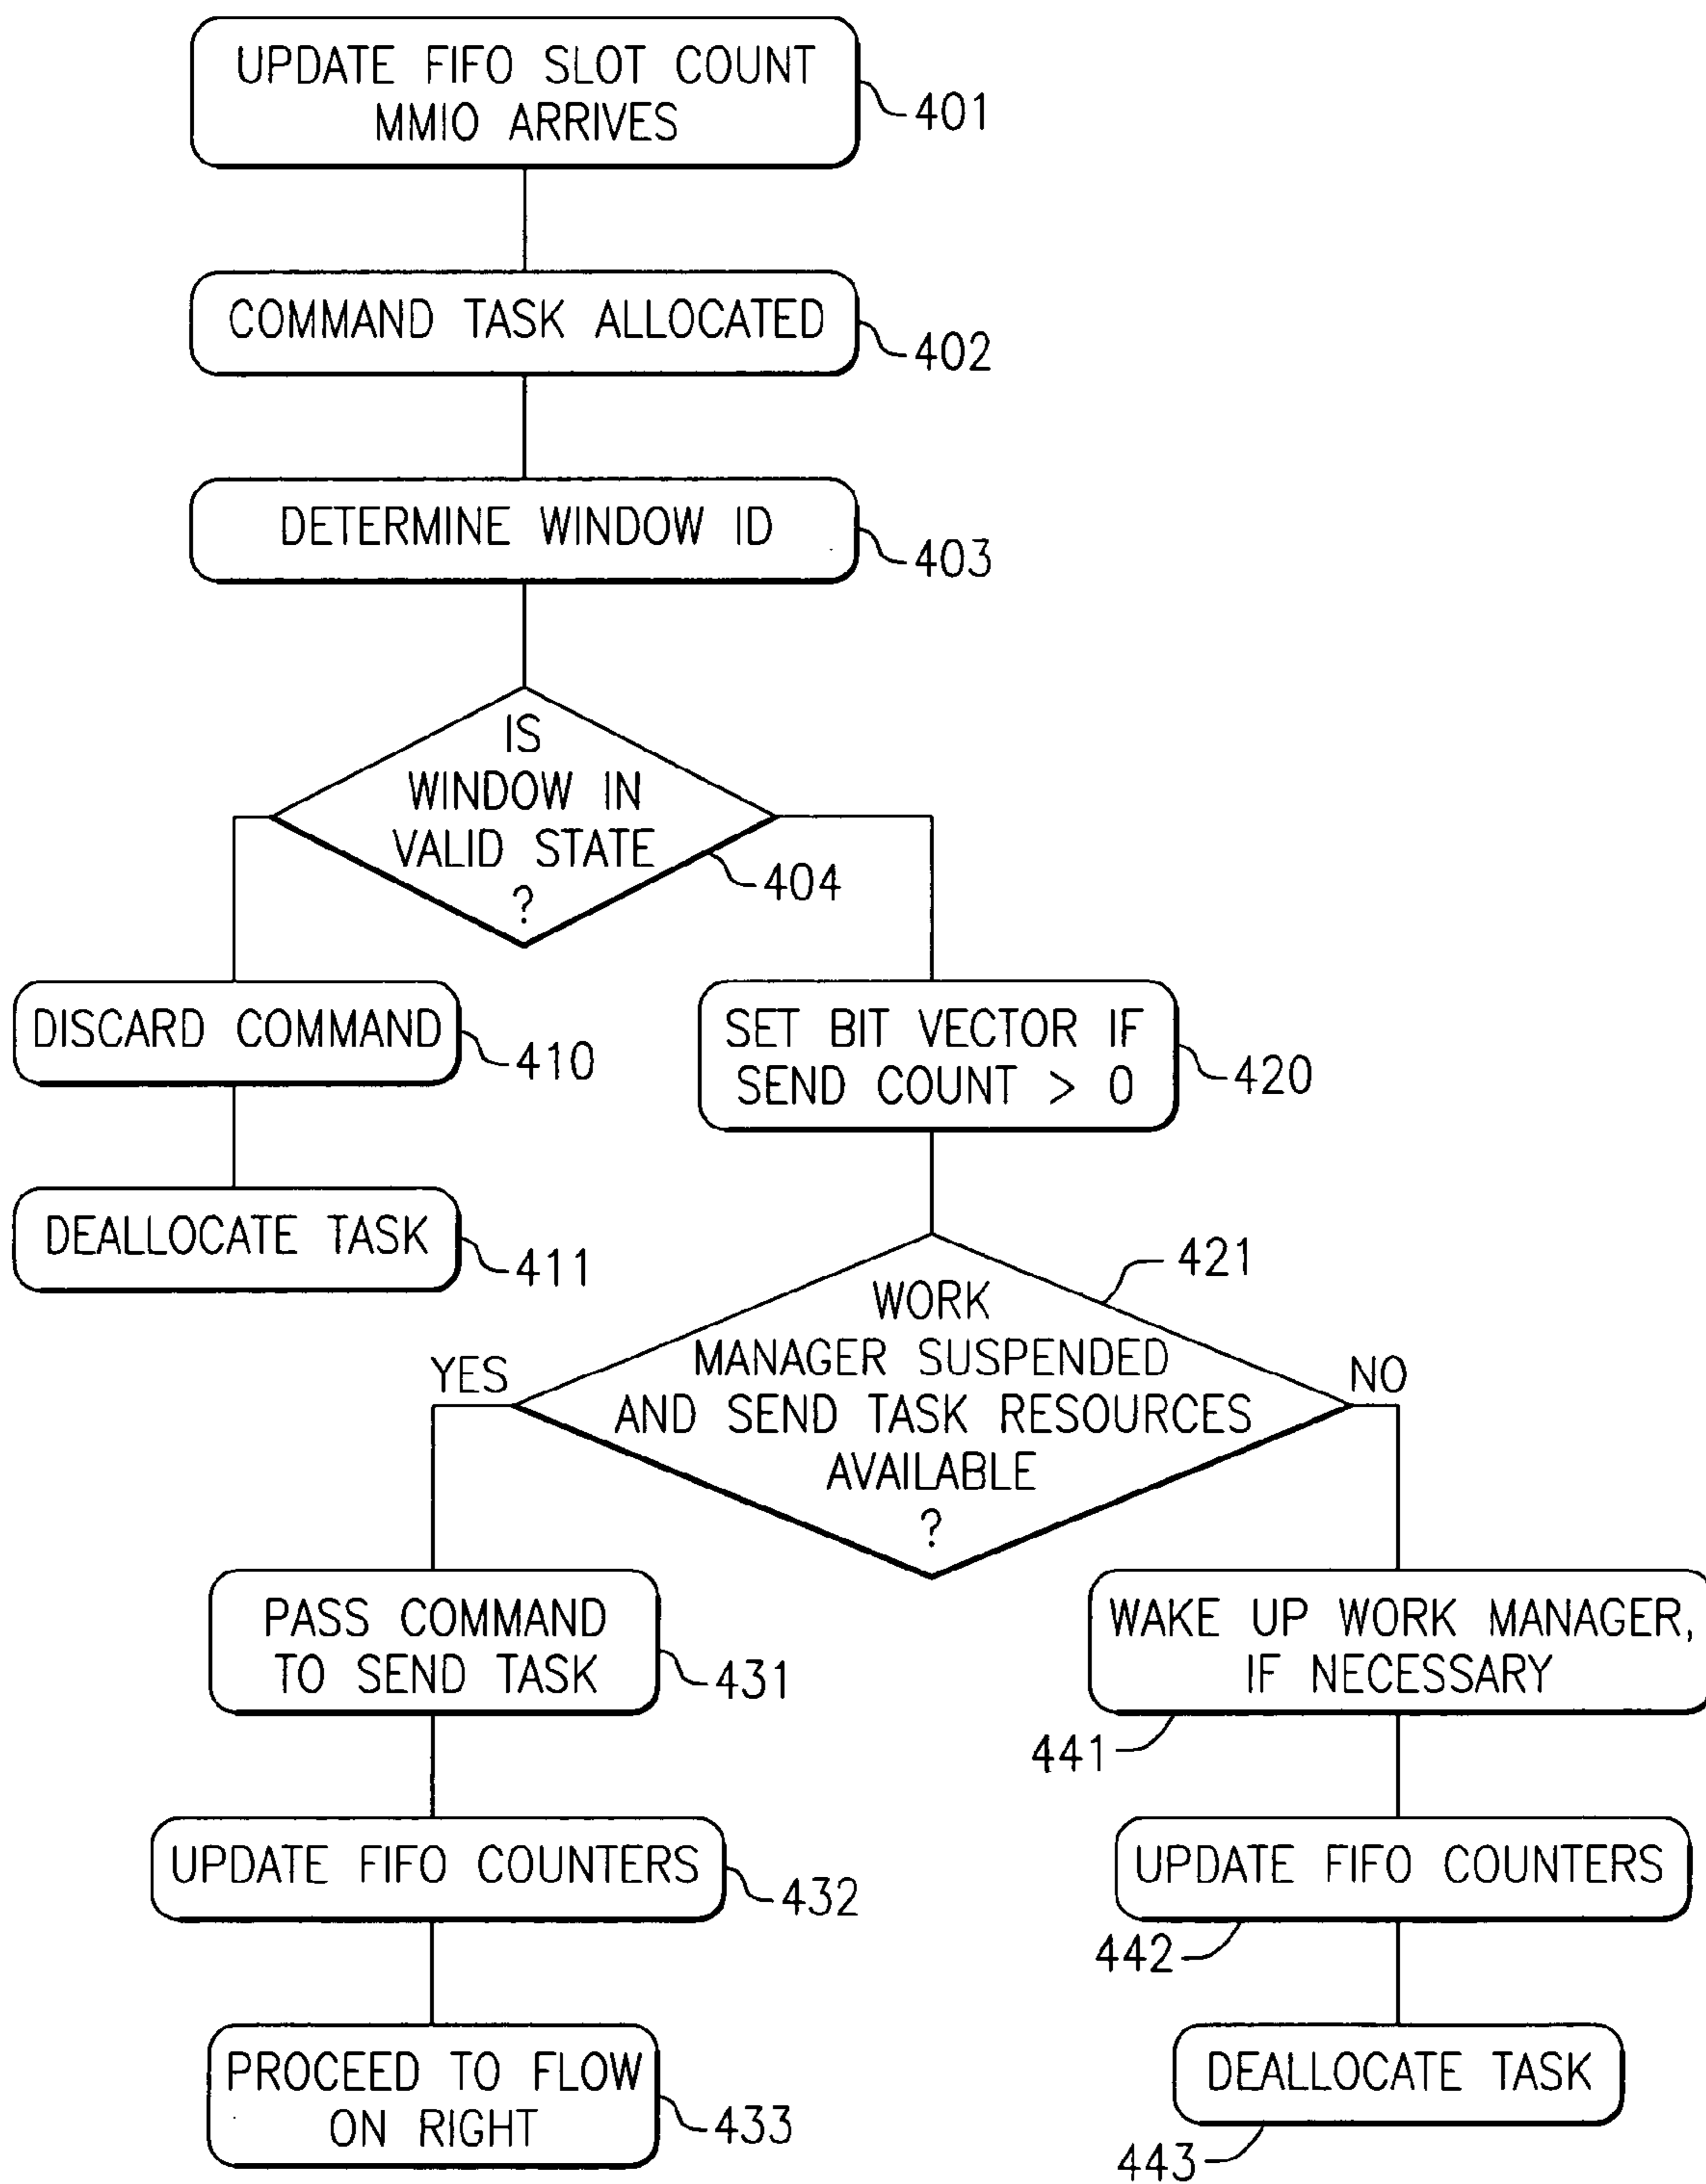 UPDATE FIFO SLOT COUNT
MMIO ARRIVES
401
COMMAND TASK ALLOCATED
402
DETERMINE WINDOW ID
403
IS
WINDOW IN
VALID STATE
?
404
DISCARD COMMAND
410
DEALLOCATE TASK
411
SET BIT VECTOR IF
SEND COUNT > 0
420
421
WORK
MANAGER SUSPENDED
AND SEND TASK RESOURCES
AVAILABLE
?
YES
NO
PASS COMMAND
TO SEND TASK
431
UPDATE FIFO COUNTERS
432
PROCEED TO FLOW
ON RIGHT
433
WAKE UP WORK MANAGER,
IF NECESSARY
441
UPDATE FIFO COUNTERS
442
DEALLOCATE TASK
443